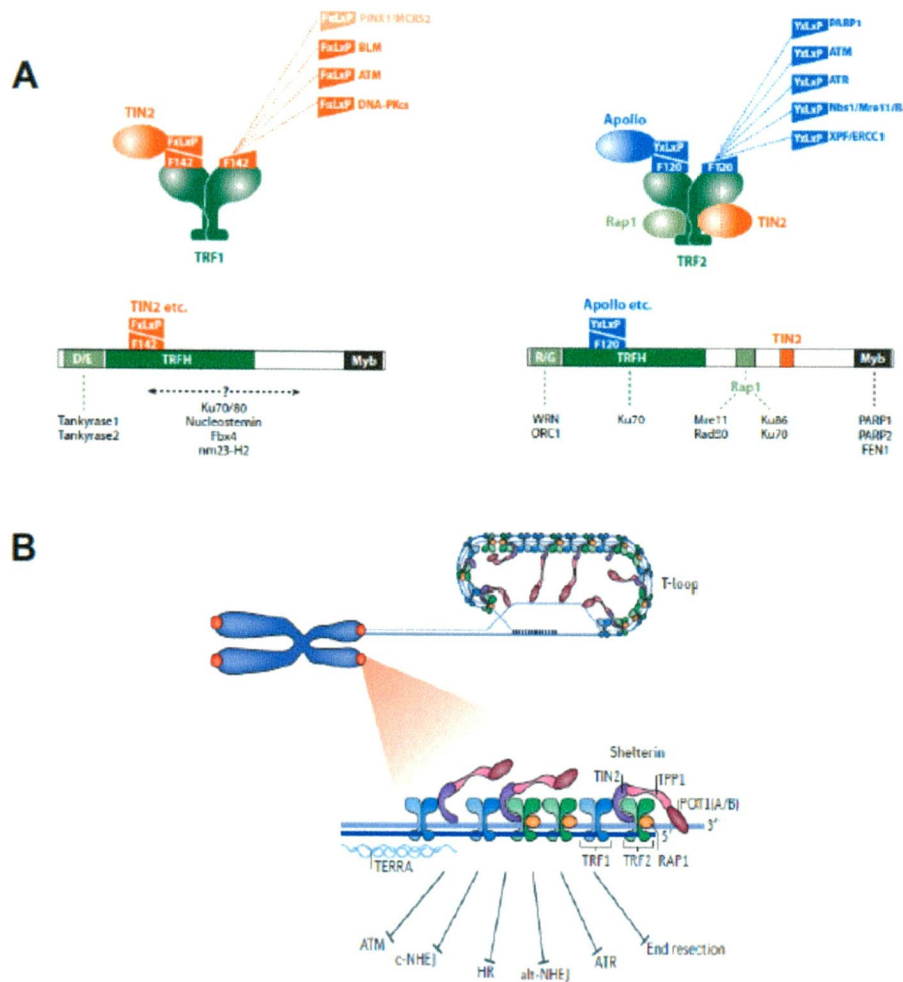 A
FxLxP PINX1/MCRS2
FxLxP BLM
FxLxP ATM
FxLxP DNA-PKcs
TIN2
FxLxP
F142
F142
TRF1
YxLxP PARP1
YxLxP ATM
YxLxP ATR
YxLxP Nbs1/Mre11/R
YxLxP XPF/ERCC1
Apollo
YxLxP
F120
F120
Rap1
TIN2
TRF2
TIN2 etc.
FxLxP
F142
D/E TRFH Myb
?
Tankyrase1
Tankyrase2
Ku70/80
Nucleostemin
Fbx4
nm23-H2
Apollo etc.
YxLxP
F120
TIN2
R/G TRFH Myb
Rap1
WRN
ORC1
Ku70
Mre11
Rad50
Ku86
Ku70
PARP1
PARP2
FEN1
B
T-loop
Shelterin
TIN2
TPP1
POT1(A/B)
3'
5'
TERRA
TRF1
TRF2
RAP1
ATM
c-NHEJ
HR
alt-NHEJ
ATR
End resection